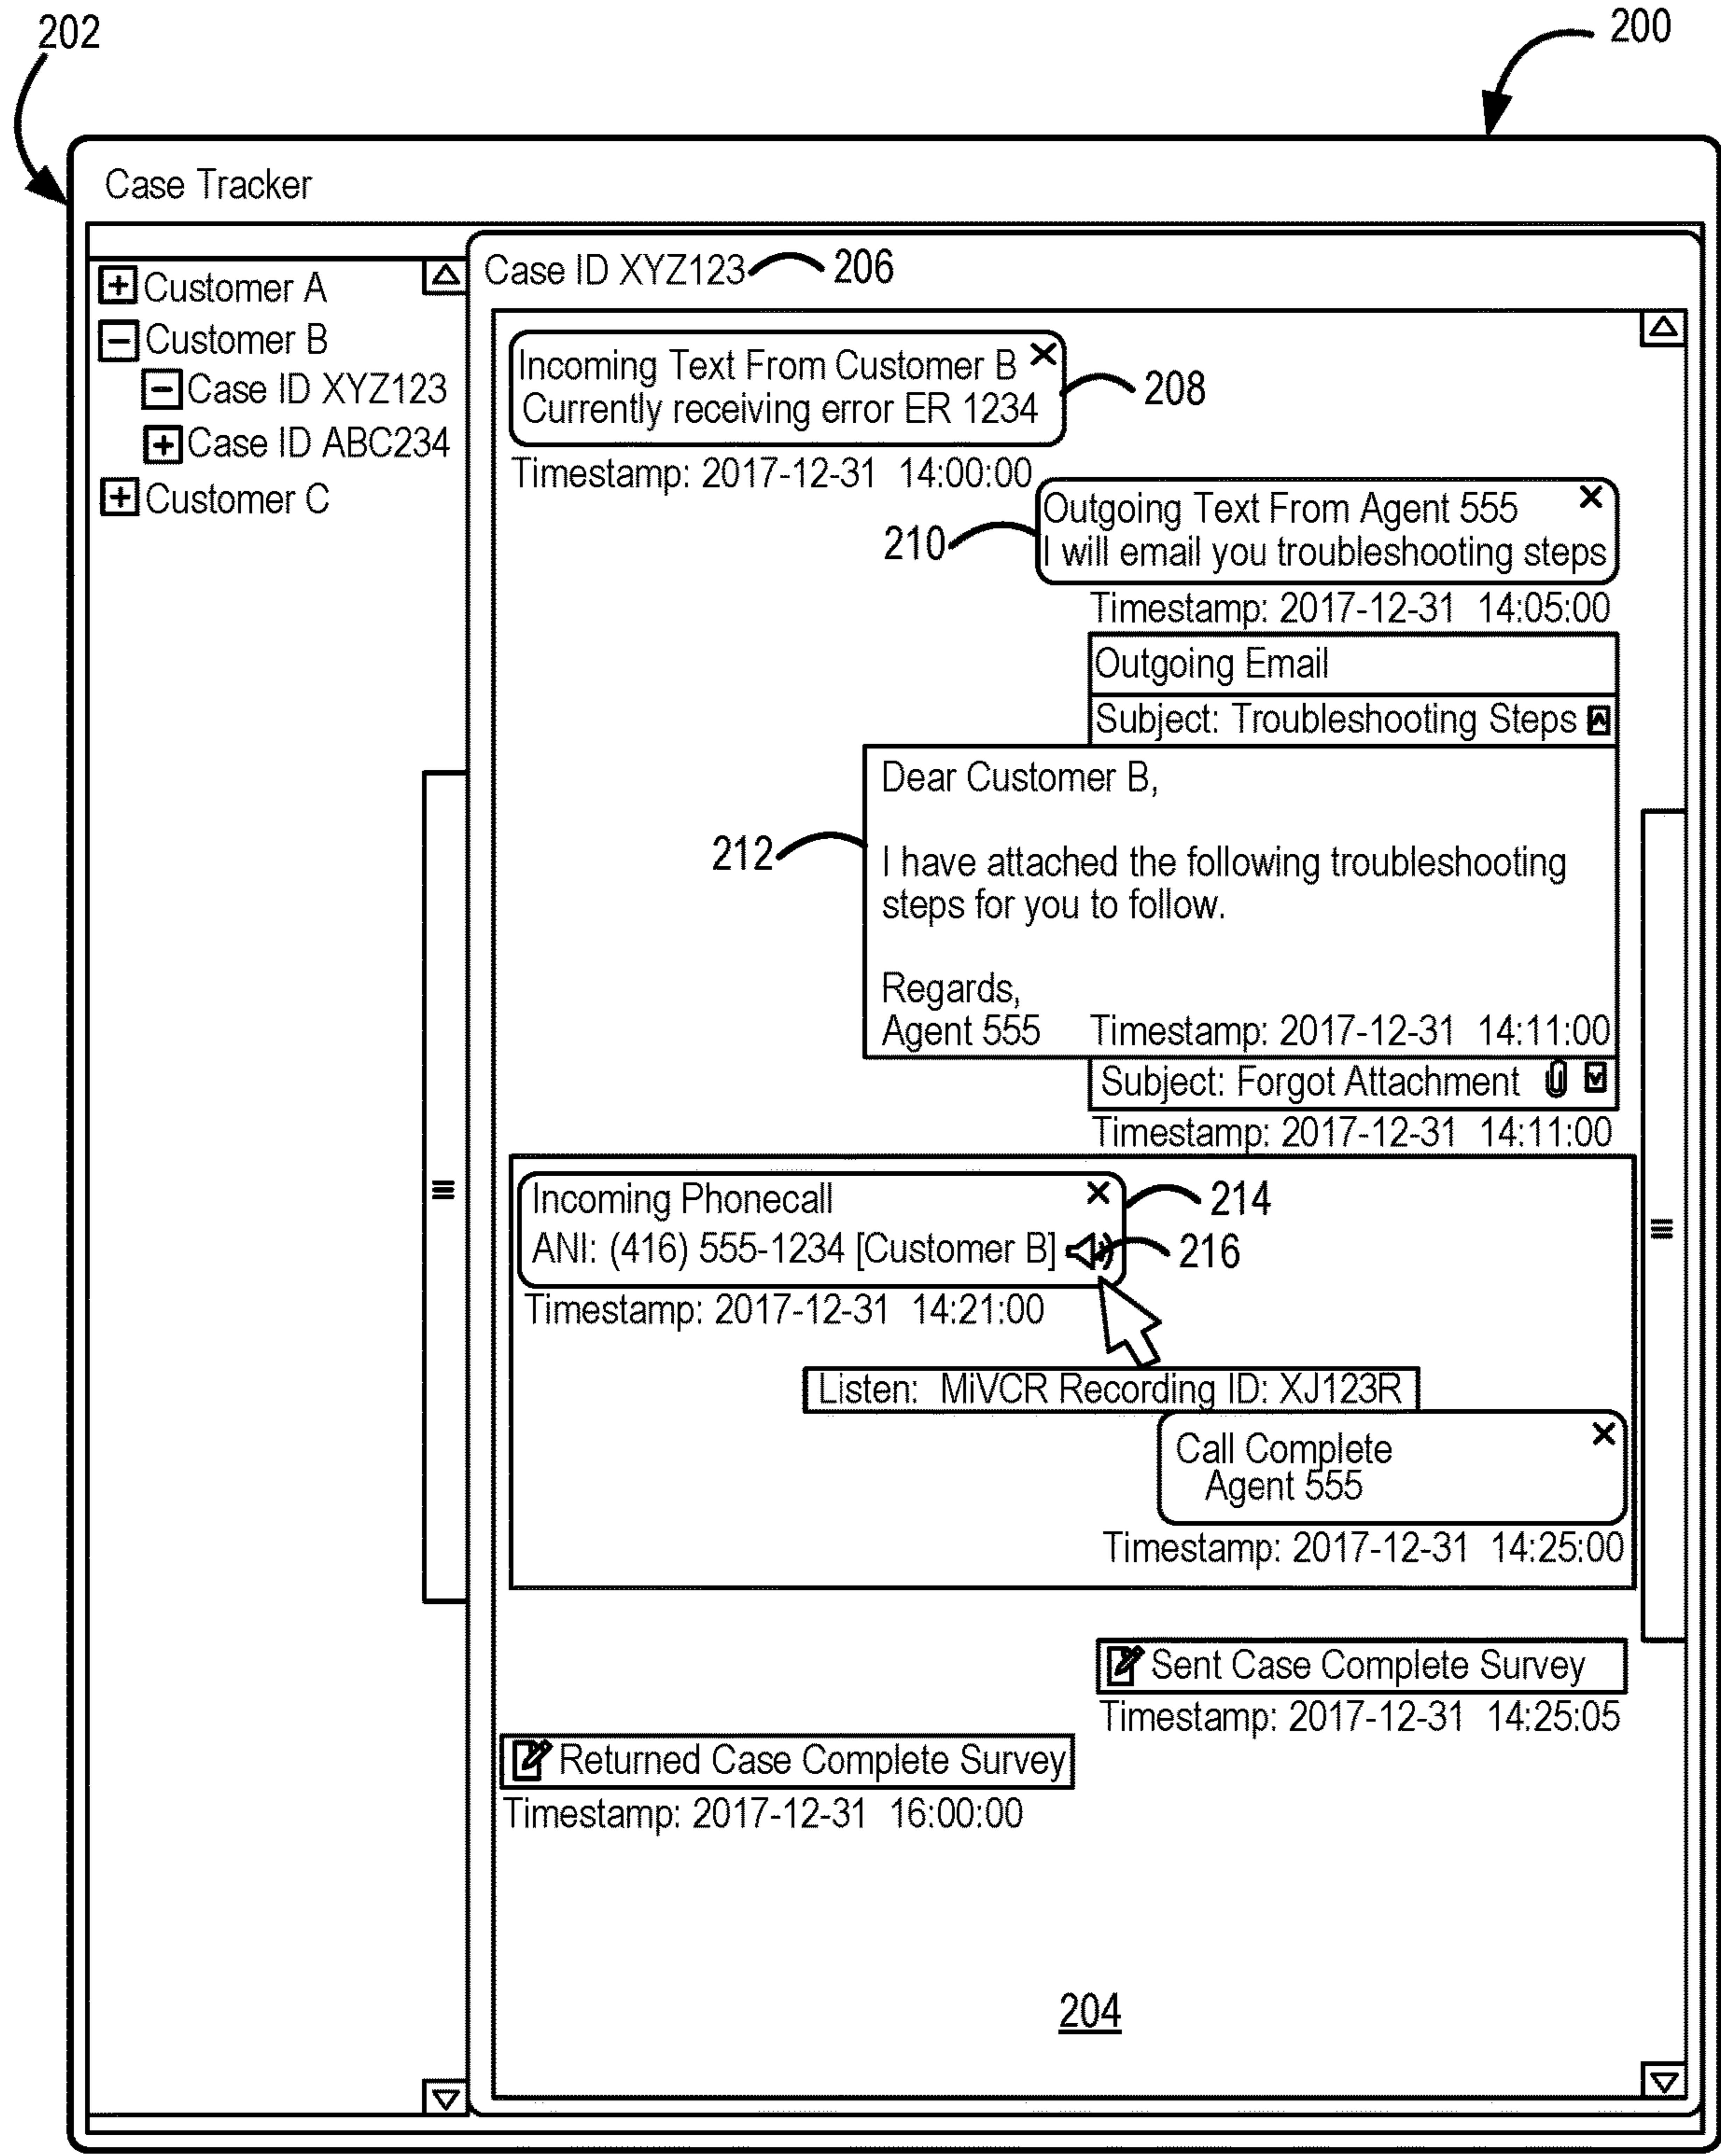 202
200
Case Tracker
+ Customer A
- Customer B
- Case ID XYZ123
+ Case ID ABC234
+ Customer C
Case ID XYZ123 206
Incoming Text From Customer B X
Currently receiving error ER 1234
208
Timestamp: 2017-12-31 14:00:00
Outgoing Text From Agent 555 X
I will email you troubleshooting steps
210
Timestamp: 2017-12-31 14:05:00
Outgoing Email
Subject: Troubleshooting Steps
Dear Customer B,
212
I have attached the following troubleshooting
steps for you to follow.
Regards,
Agent 555 Timestamp: 2017-12-31 14:11:00
Subject: Forgot Attachment
Timestamp: 2017-12-31 14:11:00
Incoming Phonecall X
214
ANI: (416) 555-1234 [Customer B]
216
Timestamp: 2017-12-31 14:21:00
Listen: MiVCR Recording ID: XJ123R
Call Complete X
Agent 555
Timestamp: 2017-12-31 14:25:00
Sent Case Complete Survey
Timestamp: 2017-12-31 14:25:05
Returned Case Complete Survey
Timestamp: 2017-12-31 16:00:00
204